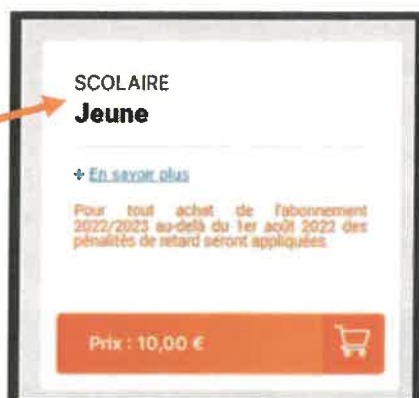 SCOLAIRE
Jeune
+ En savoir plus
Pour tout achat de l'abonnement
2022/2023 au-delà du 1er août 2022 des
pénalités de retard seront appliquées
Prix : 10,00 €